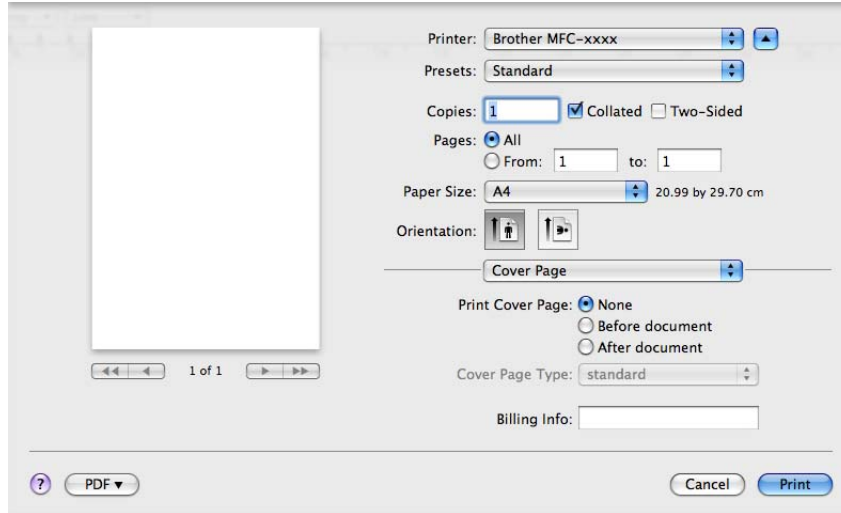 Printer: Brother MFC-xxxx
Presets: Standard
Copies: 1 Collated Two-Sided
Pages: All
From: 1 to: 1
Paper Size: A4 20.99 by 29.70 cm
Orientation:
Cover Page
Print Cover Page: None
Before document
After document
1 of 1
Cover Page Type: standard
Billing Info:
? PDF ▼ Cancel Print